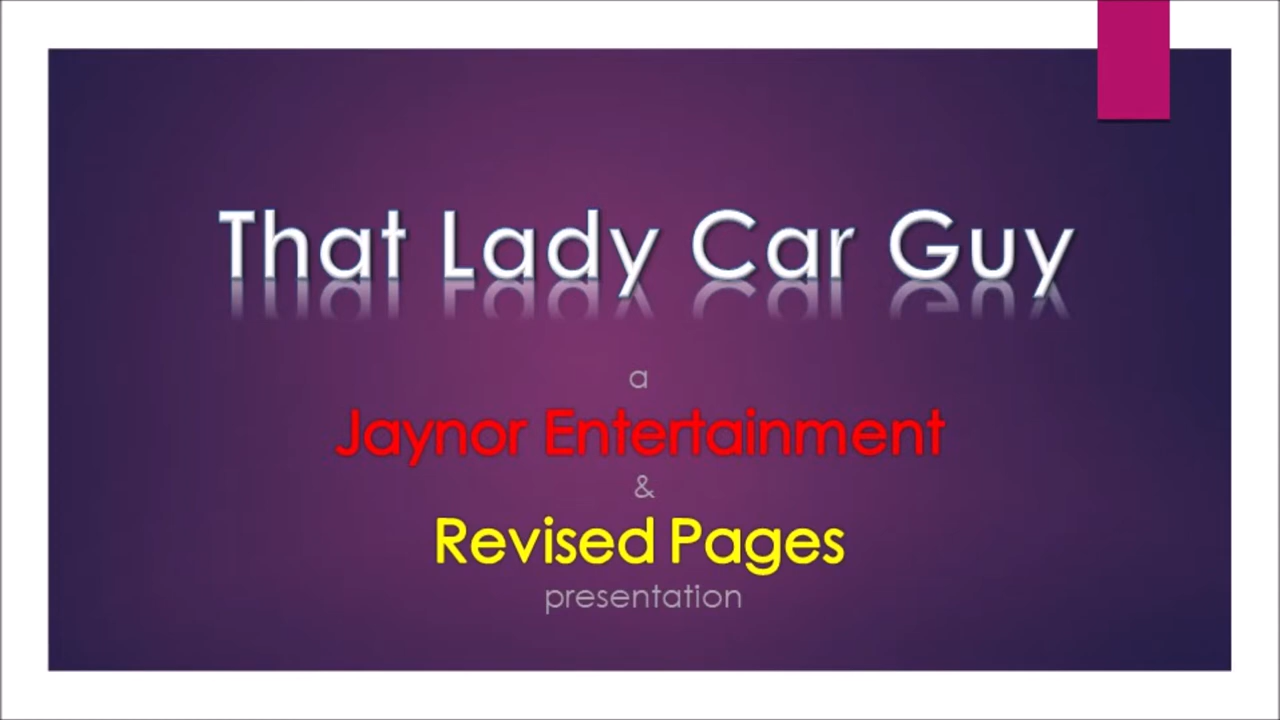 That Lady Car Guy
a
Jaynor Entertainment
&
Revised Pages
presentation